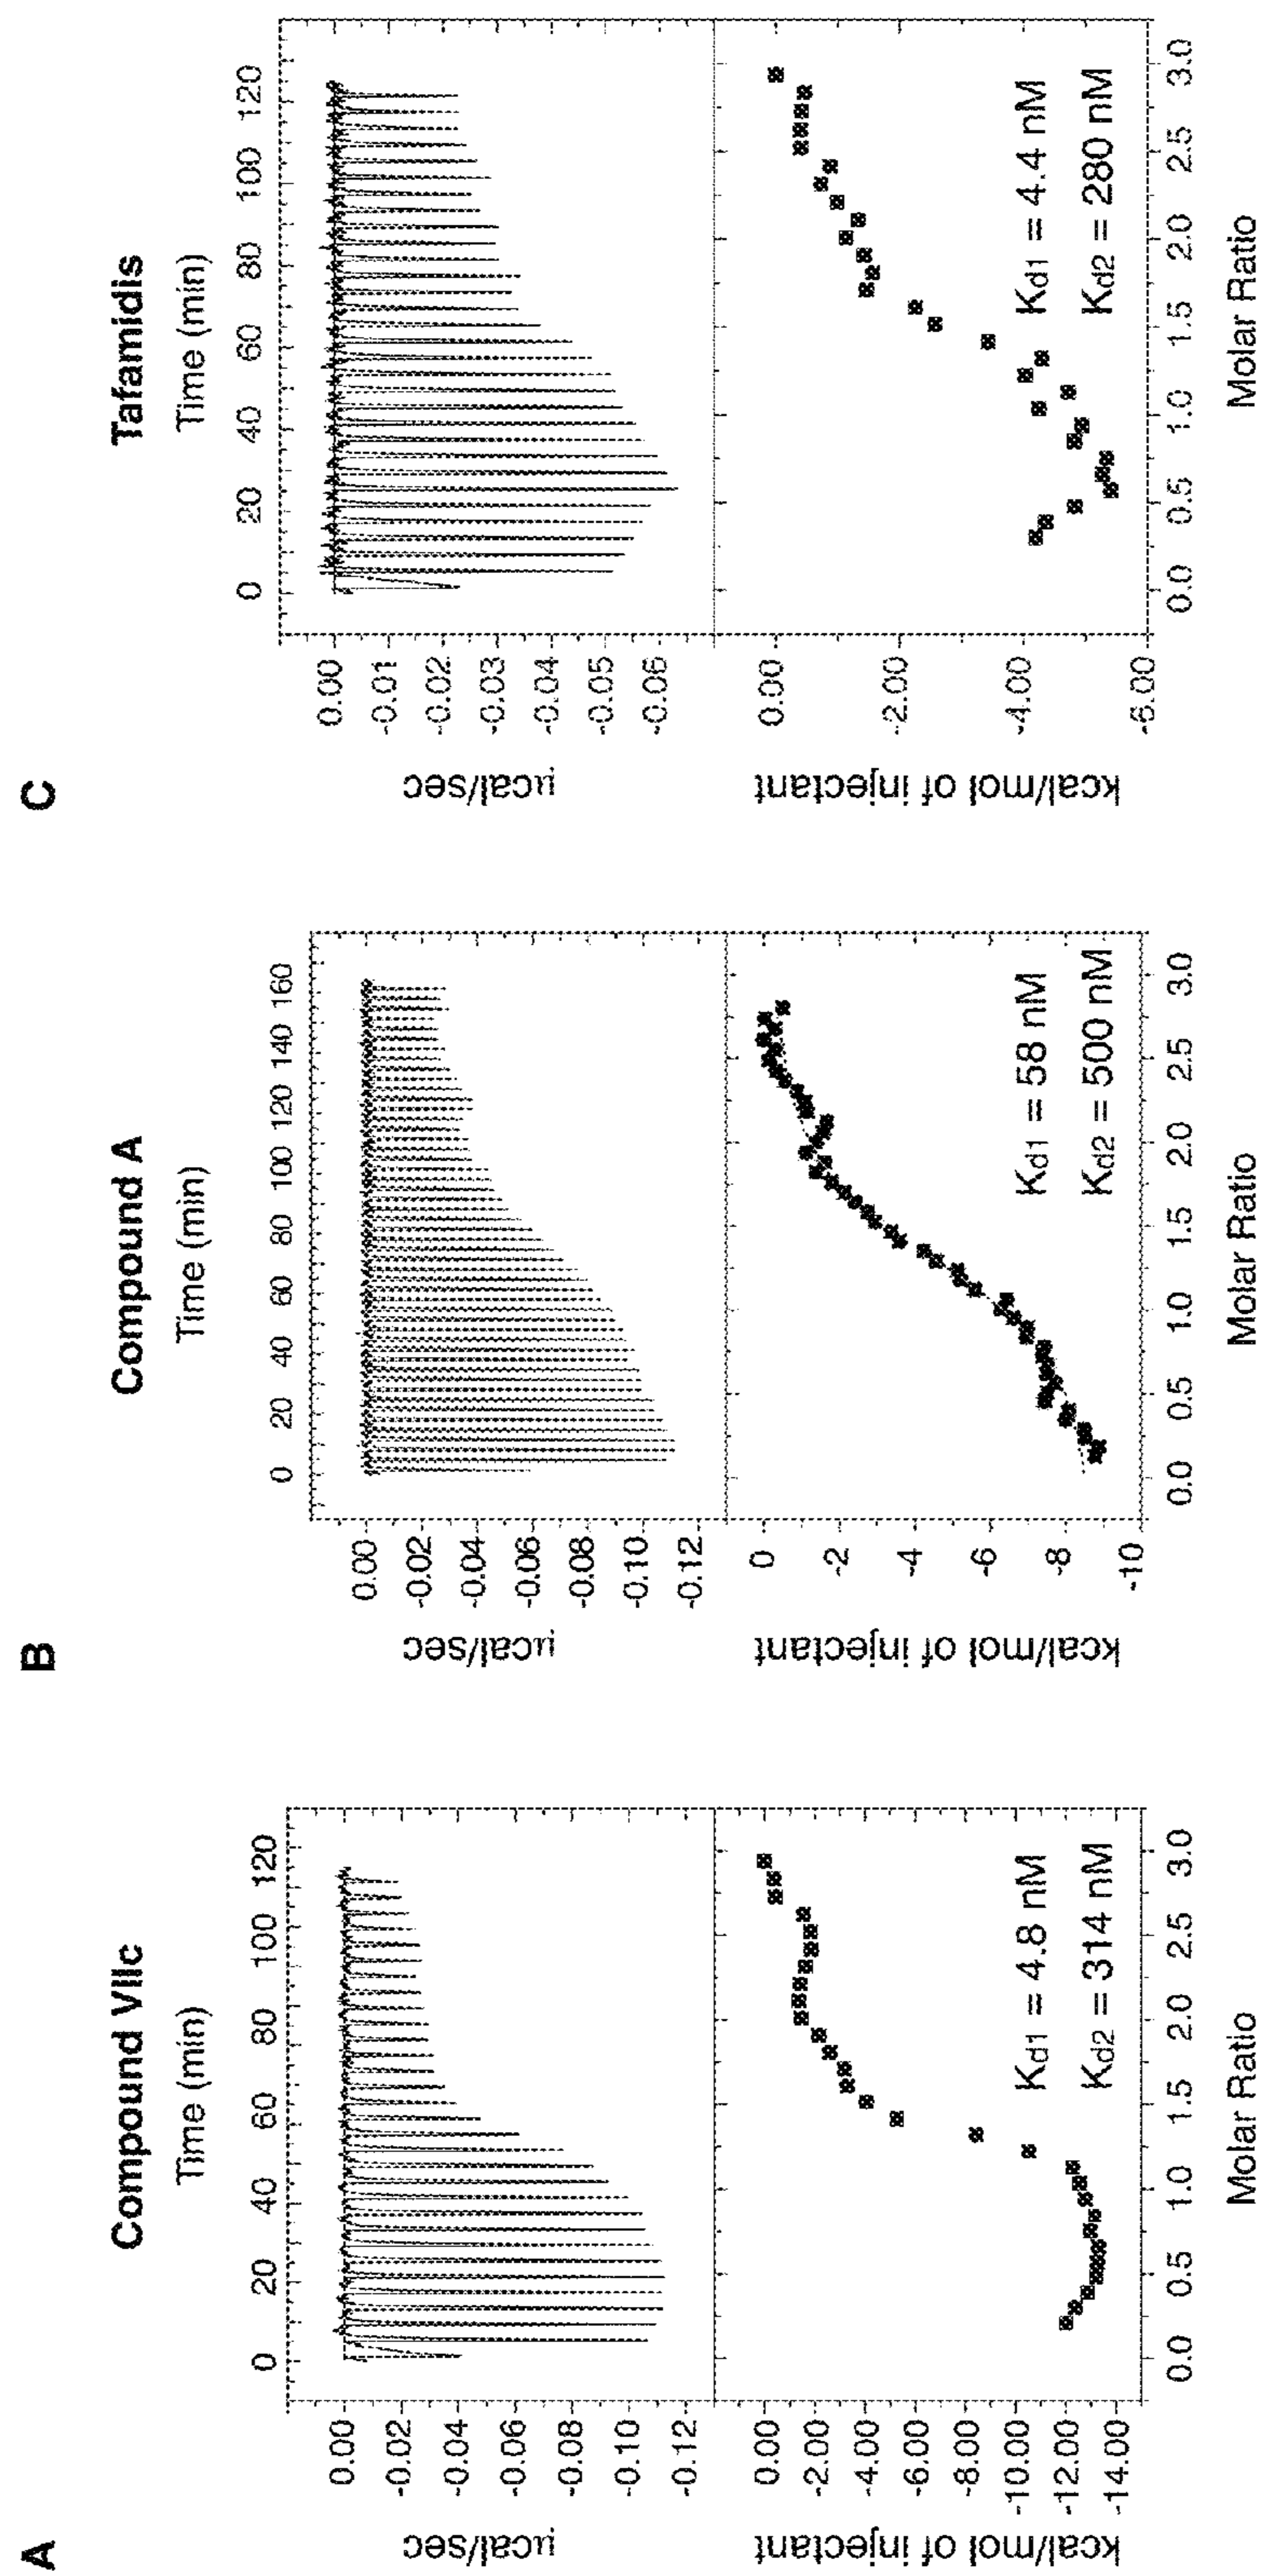 A
Compound VIIc
Time (min)
0 20 40 60 80 100 120
0.00
-0.02
-0.04
-0.06
-0.08
-0.10
-0.12
µcal/sec
0.00
-2.00
-4.00
-6.00
-8.00
-10.00
-12.00
-14.00
kcal/mol of injectant
Kd1 = 4.8 nM
Kd2 = 314 nM
0.0 0.5 1.0 1.5 2.0 2.5 3.0
Molar Ratio
B
Compound A
Time (min)
0 20 40 60 80 100 120 140 160
0.00
-0.02
-0.04
-0.06
-0.08
-0.10
-0.12
µcal/sec
0
-2
-4
-6
-8
-10
kcal/mol of injectant
Kd1 = 58 nM
Kd2 = 500 nM
0.0 0.5 1.0 1.5 2.0 2.5 3.0
Molar Ratio
C
Tafamidis
Time (min)
0 20 40 60 80 100 120
0.00
-0.01
-0.02
-0.03
-0.04
-0.05
-0.06
µcal/sec
0.00
-2.00
-4.00
-6.00
kcal/mol of injectant
Kd1 = 4.4 nM
Kd2 = 280 nM
0.0 0.5 1.0 1.5 2.0 2.5 3.0
Molar Ratio